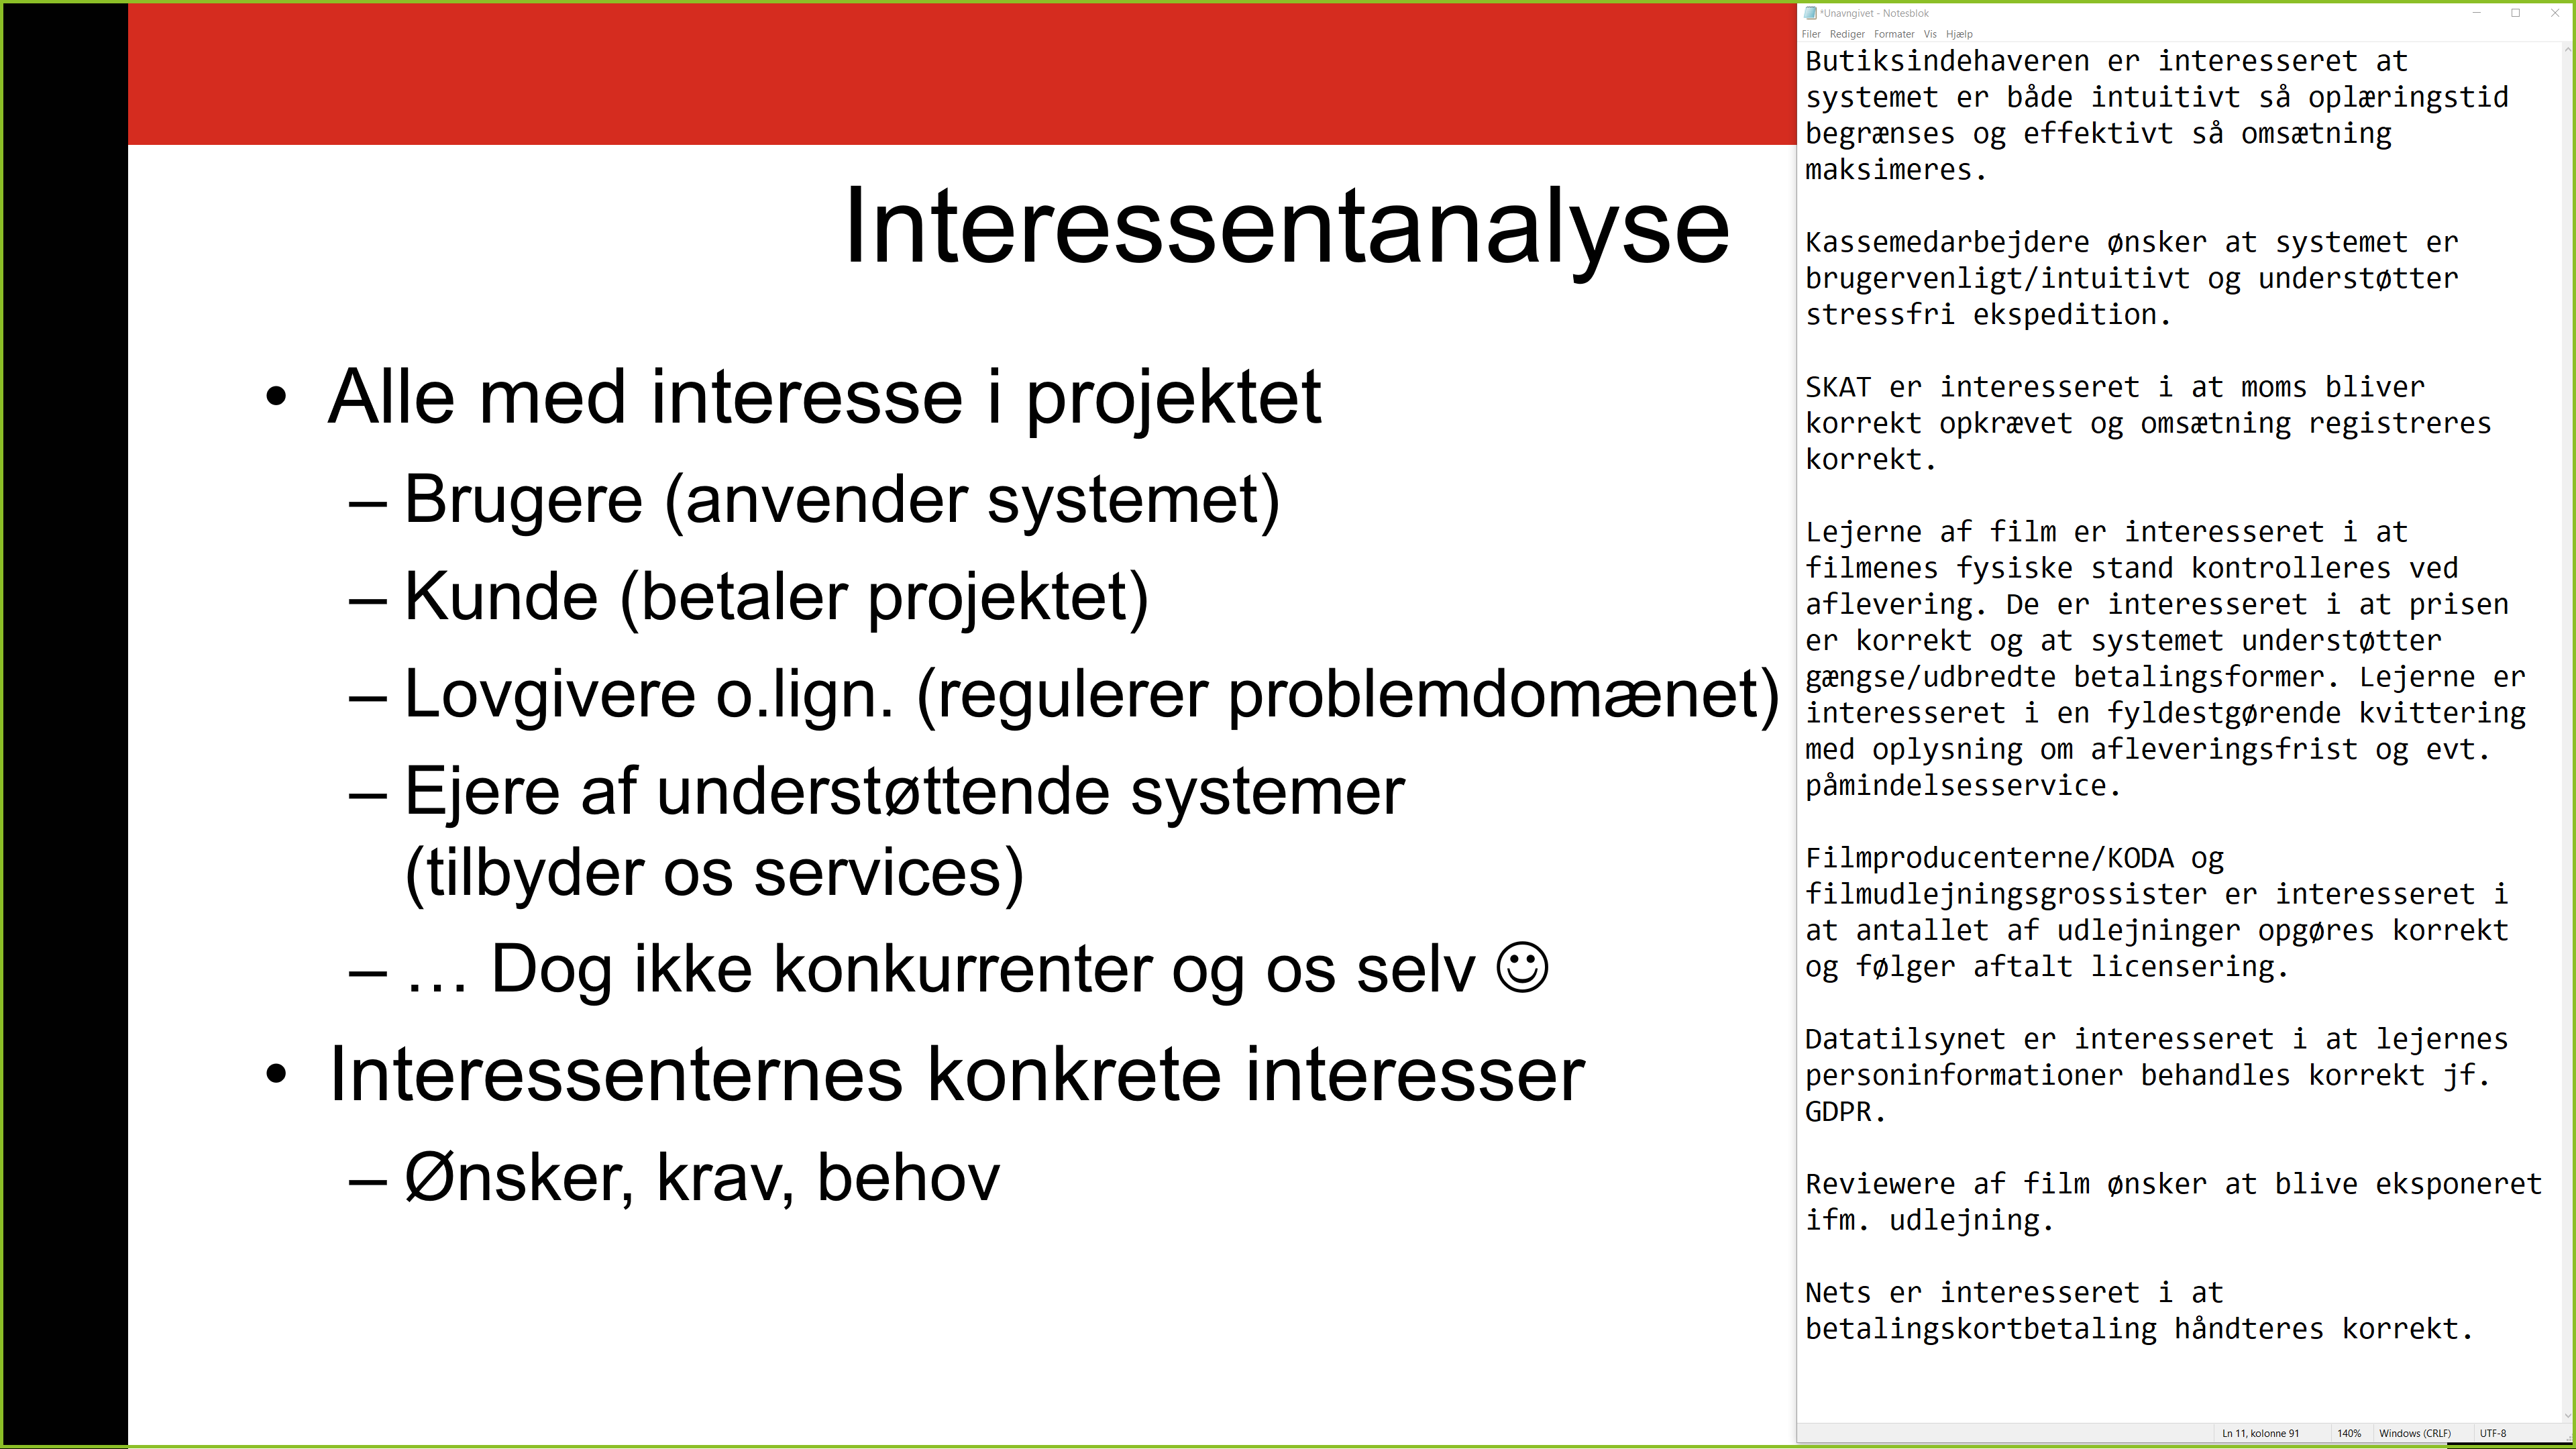 Interessentanalyse
• Alle med interesse i projektet
– Brugere (anvender systemet)
– Kunde (betaler projektet)
– Lovgivere o.lign. (regulerer problemdomænet)
– Ejere af understøttende systemer
(tilbyder os services)
– … Dog ikke konkurrenter og os selv ☺
• Interessenternes konkrete interesser
– Ønsker, krav, behov
*Unavngivet - Notesblok
Filer Rediger Formater Vis Hjælp
Butiksindehaveren er interesseret at
systemet er både intuitivt så oplæringstid
begrænses og effektivt så omsætning
maksimeres.
Kassemedarbejdere ønsker at systemet er
brugervenligt/intuitivt og understøtter
stressfri ekspedition.
SKAT er interesseret i at moms bliver
korrekt opkrævet og omsætning registreres
korrekt.
Lejerne af film er interesseret i at
filmenes fysiske stand kontrolleres ved
aflevering. De er interesseret i at prisen
er korrekt og at systemet understøtter
gængse/udbredte betalingsformer. Lejerne er
interesseret i en fyldestgørende kvittering
med oplysning om afleveringsfrist og evt.
påmindelsesservice.
Filmproducenterne/KODA og
filmudlejningsgrossister er interesseret i
at antallet af udlejninger opgøres korrekt
og følger aftalt licensering.
Datatilsynet er interesseret i at lejernes
personinformationer behandles korrekt jf.
GDPR.
Reviewere af film ønsker at blive eksponeret
ifm. udlejning.
Nets er interesseret i at
betalingskortbetaling håndteres korrekt.
Ln 11, kolonne 91 140% Windows (CRLF) UTF-8